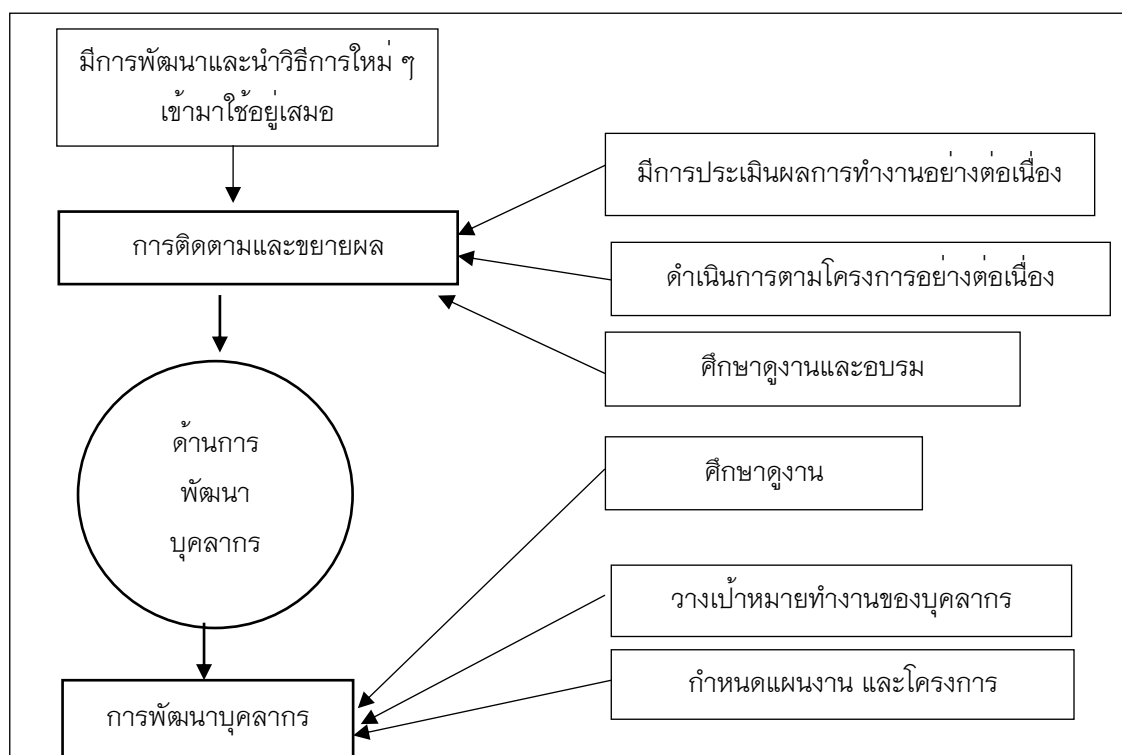 มีการพัฒนาและนำวิธีการใหม่ ๆ
เข้ามาใช้อยู่เสมอ
มีการประเมินผลการทำงานอย่างต่อเนื่อง
การติดตามและขยายผล
ดำเนินการตามโครงการอย่างต่อเนื่อง
ศึกษาดูงานและอบรม
ด้านการ
พัฒนา
บุคลากร
ศึกษาดูงาน
วางเป้าหมายทำงานของบุคลากร
กำหนดแผนงาน และโครงการ
การพัฒนาบุคลากร